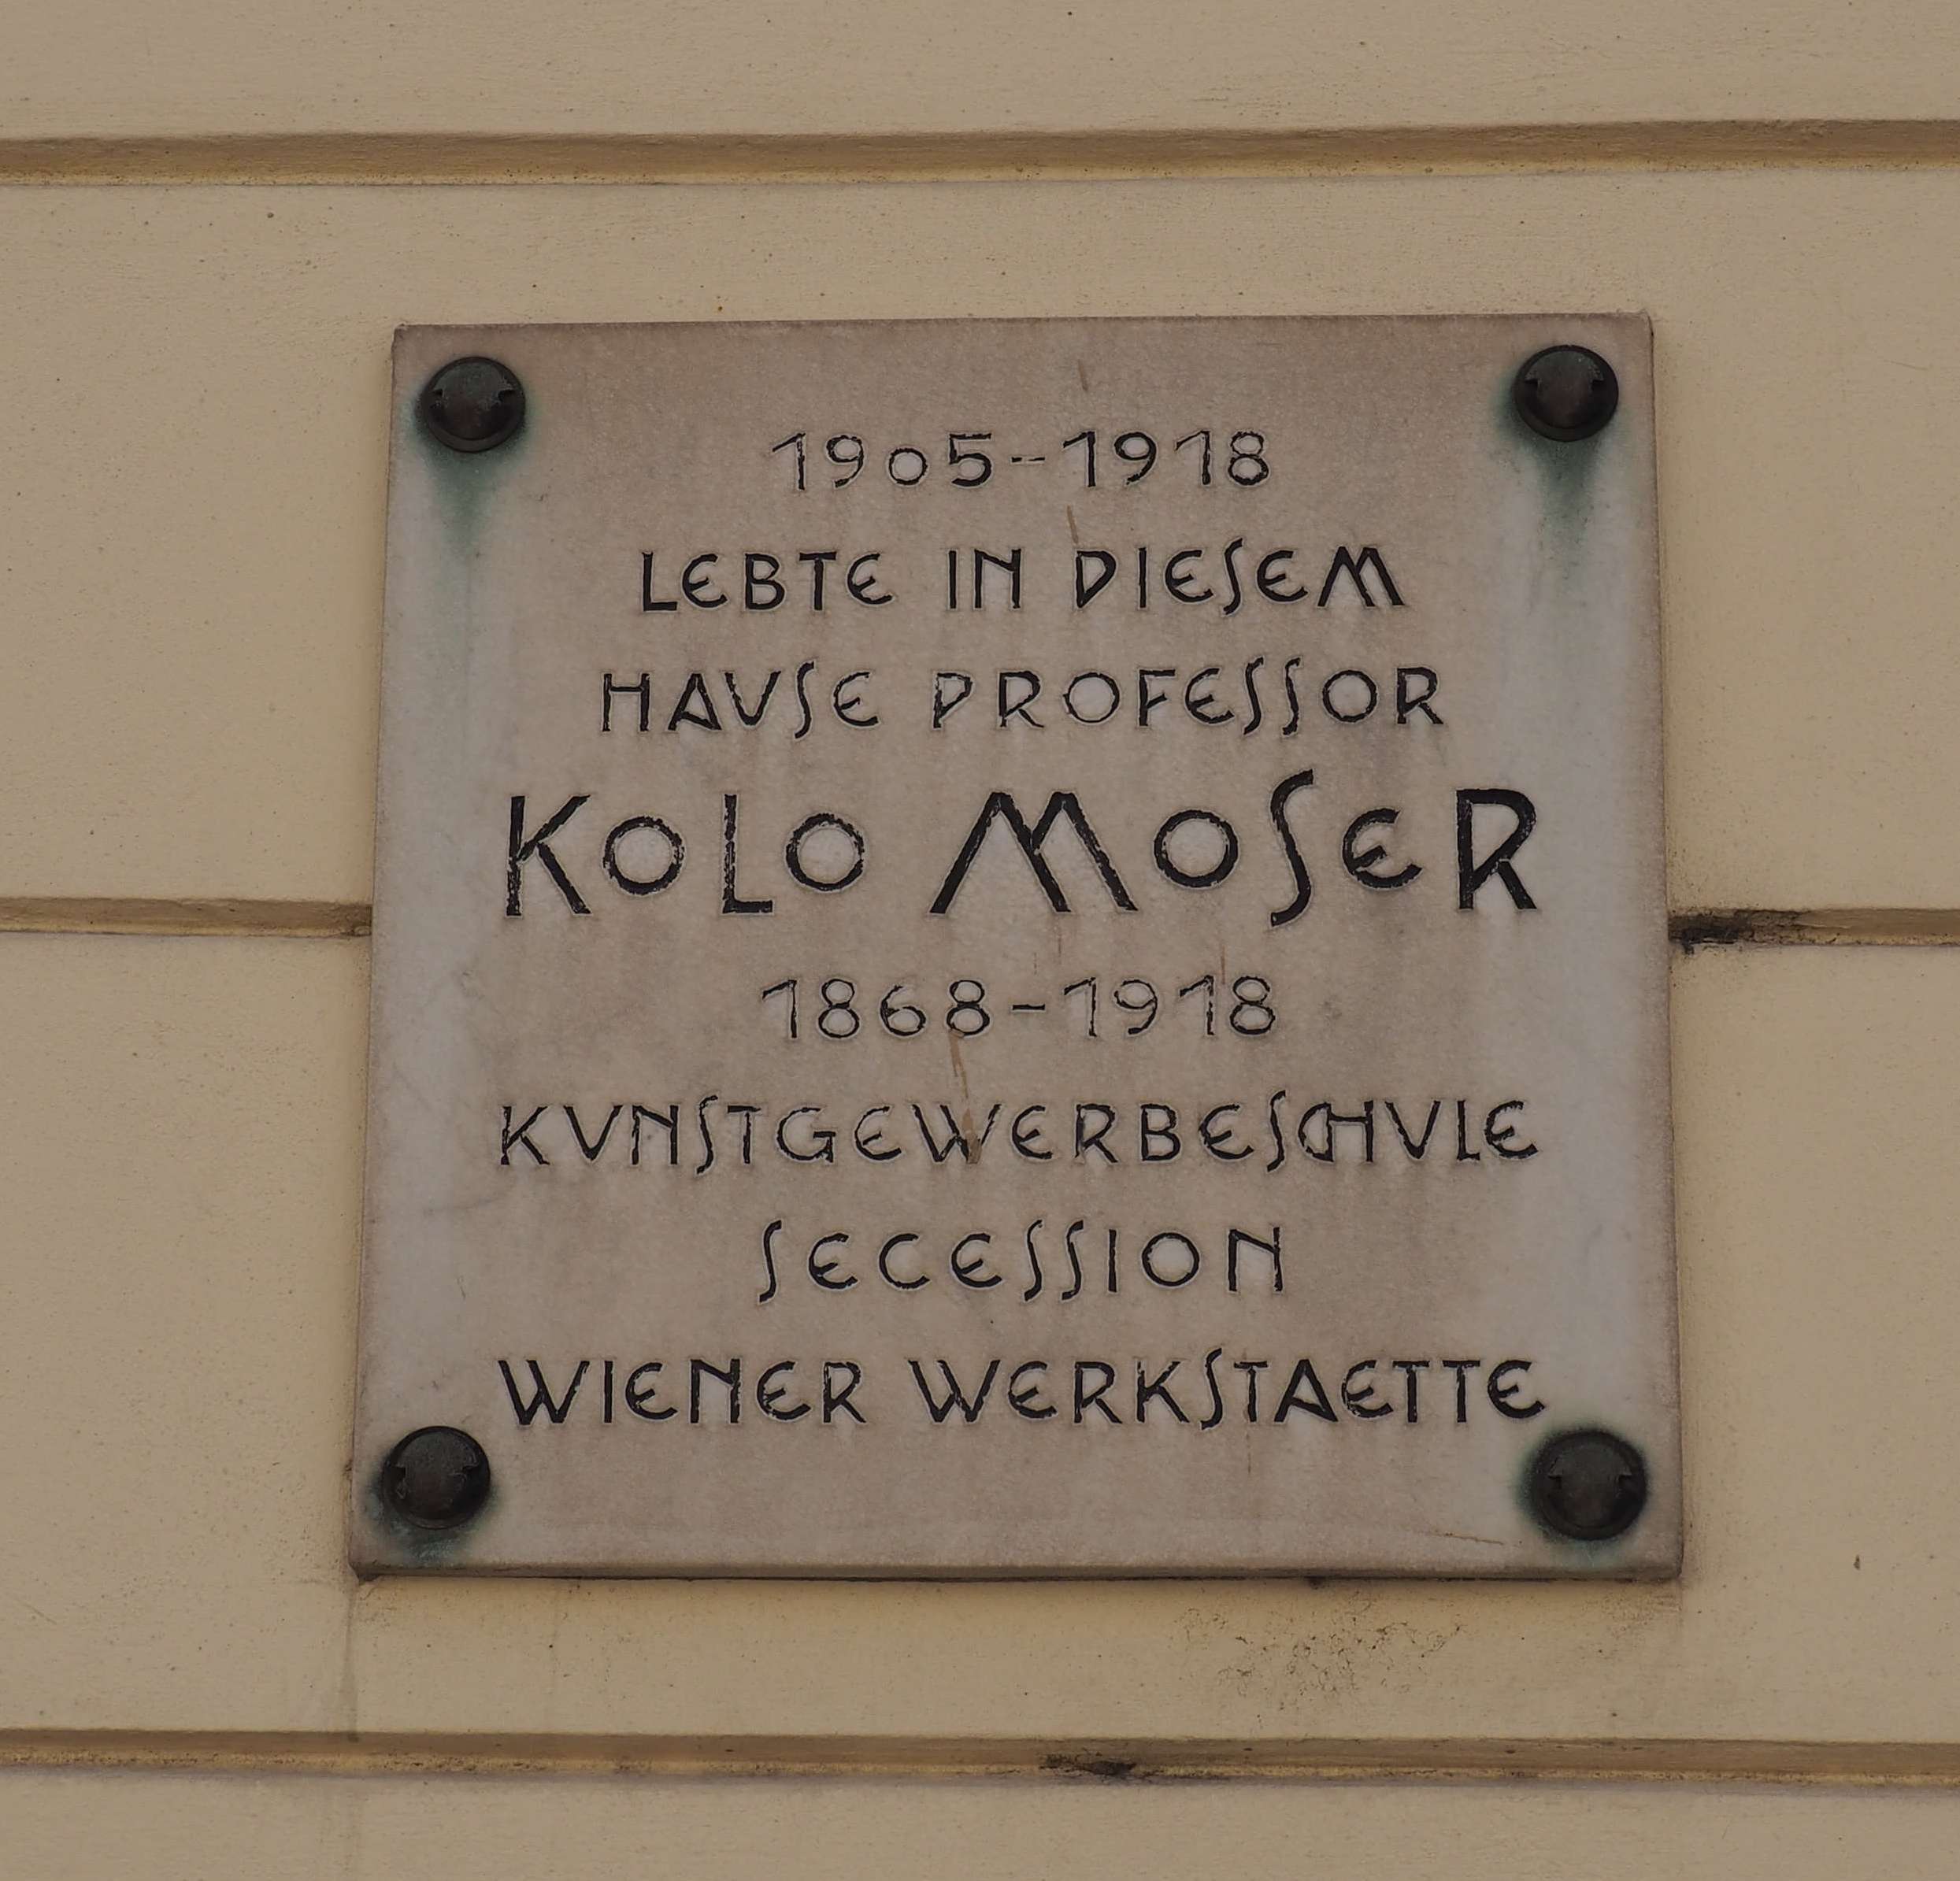 1905-1918
LEBTE IN DIESEM
HAVSE PROFESSOR
KOLO MOSER
1868-1918
KVNSTGEWERBESCHVLE
SECESSION
WIENER WERKSTAETTE